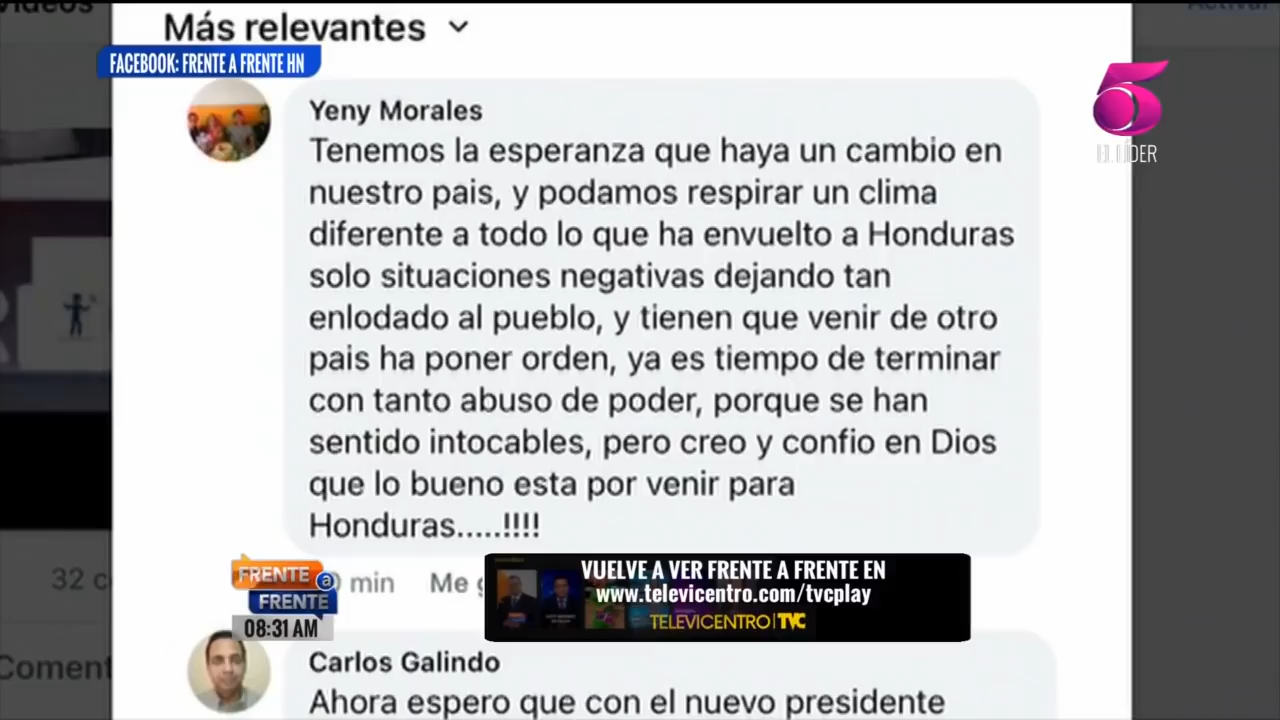 Más relevantes
FACEBOOK: FRENTE A FRENTE HN
5
EL LÍDER
Yeny Morales
Tenemos la esperanza que haya un cambio en
nuestro pais, y podamos respirar un clima
diferente a todo lo que ha envuelto a Honduras
solo situaciones negativas dejando tan
enlodado al pueblo, y tienen que venir de otro
pais ha poner orden, ya es tiempo de terminar
con tanto abuso de poder, porque se han
sentido intocables, pero creo y confio en Dios
que lo bueno esta por venir para
Honduras.....!!!!
32 c
min
Me g
FRENTE a
FRENTE
08:31 AM
VUELVE A VER FRENTE A FRENTE EN
www.televicentro.com/tvcplay
TELEVICENTRO|TVC
Coment
Carlos Galindo
Ahora espero que con el nuevo presidente